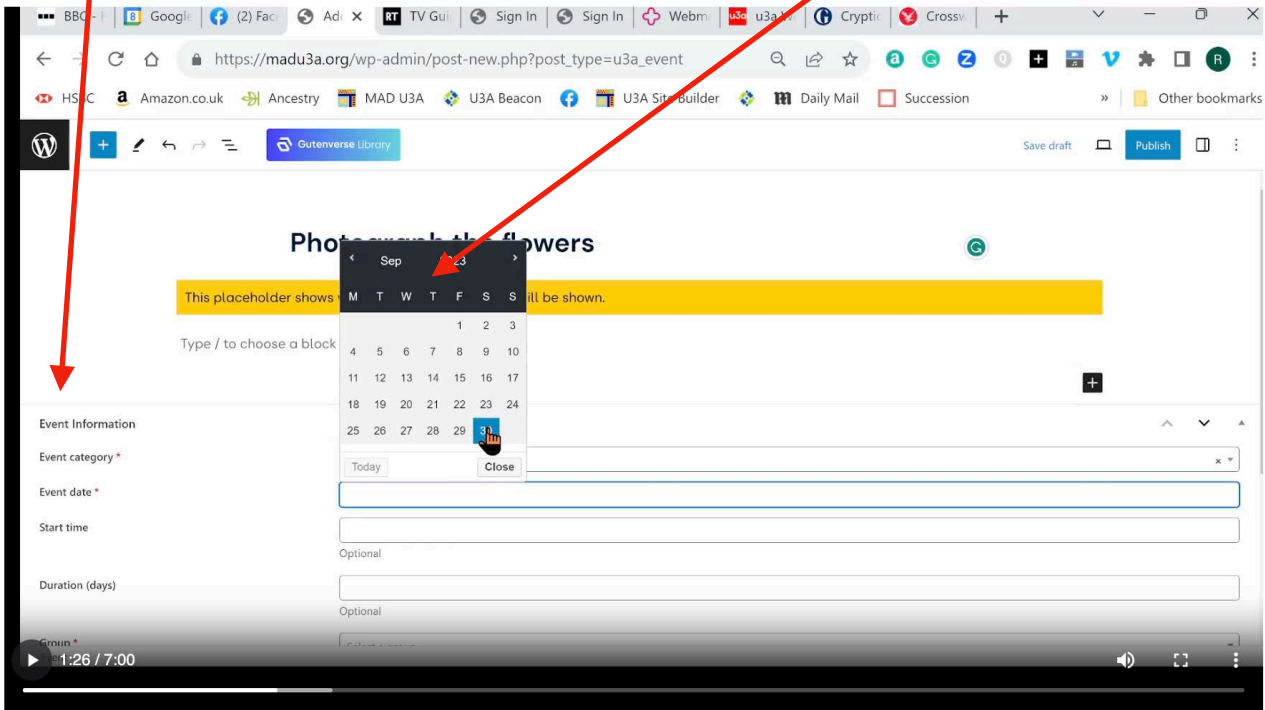 BBC - H Google (2) Fac Ad TV Gui Sign In Sign In Webm u3a W Cryptic Crossw
https://madu3a.org/wp-admin/post-new.php?post_type=u3a_event
HSBC Amazon.co.uk Ancestry MAD U3A U3A Beacon U3A Site Builder Daily Mail Succession » Other bookmarks
Gutenverse Library Save draft Publish
Photograph the flowers
Sep 2023
This placeholder shows ill be shown.
M T W T F S S
1 2 3
Type / to choose a block
4 5 6 7 8 9 10
11 12 13 14 15 16 17
18 19 20 21 22 23 24
Event Information
25 26 27 28 29 30
Event category *
Today Close
Event date *
Start time
Optional
Duration (days)
Optional
Group *
Select a group
1:26 / 7:00